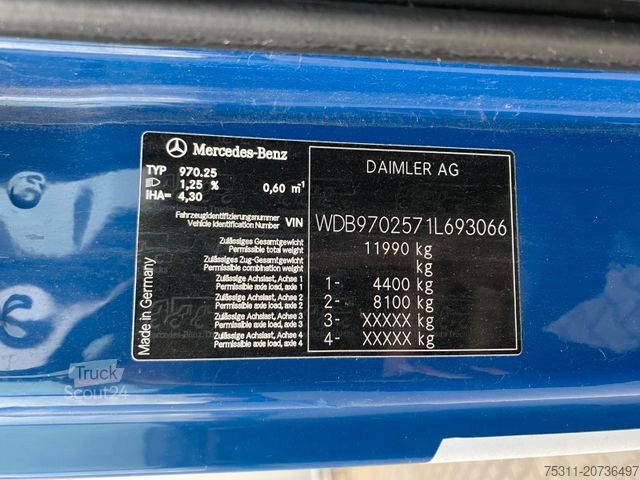 Mercedes-Benz
TYP 970.25
1,25 % 0,60 m⁻¹
iHA= 4,30
DAIMLER AG
Fahrzeugidentifizierungsnummer
Vehicle Identification Number VIN WDB9702571L693066
Zulässiges Gesamtgewicht
Permissible total weight 11990 kg
Zulässiges Zug-Gesamtgewicht
Permissible combination weight kg
Zulässige Achslast, Achse 1
Permissible axle load, axle 1 1- 4400 kg
Zulässige Achslast, Achse 2
Permissible axle load, axle 2 2- 8100 kg
Zulässige Achslast, Achse 3
Permissible axle load, axle 3 3- XXXXX kg
Zulässige Achslast, Achse 4
Permissible axle load, axle 4 4- XXXXX kg
Made in Germany
Truck
Scout24
75311-20736497